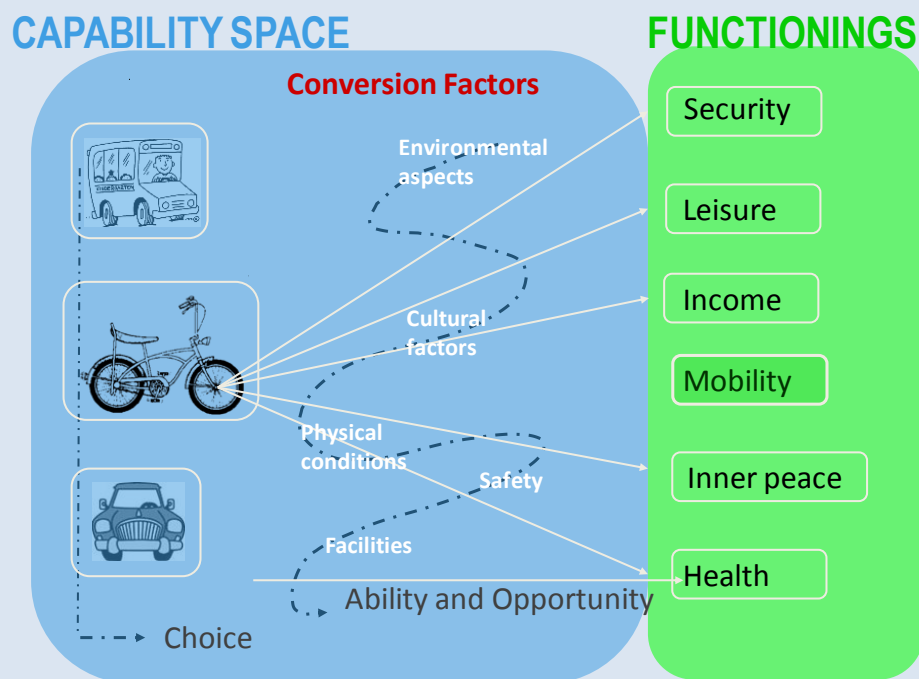 CAPABILITY SPACE
FUNCTIONINGS
Conversion Factors
Environmental
aspects
Cultural
factors
Physical
conditions
Safety
Facilities
Ability and Opportunity
Choice
Security
Leisure
Income
Mobility
Inner peace
Health